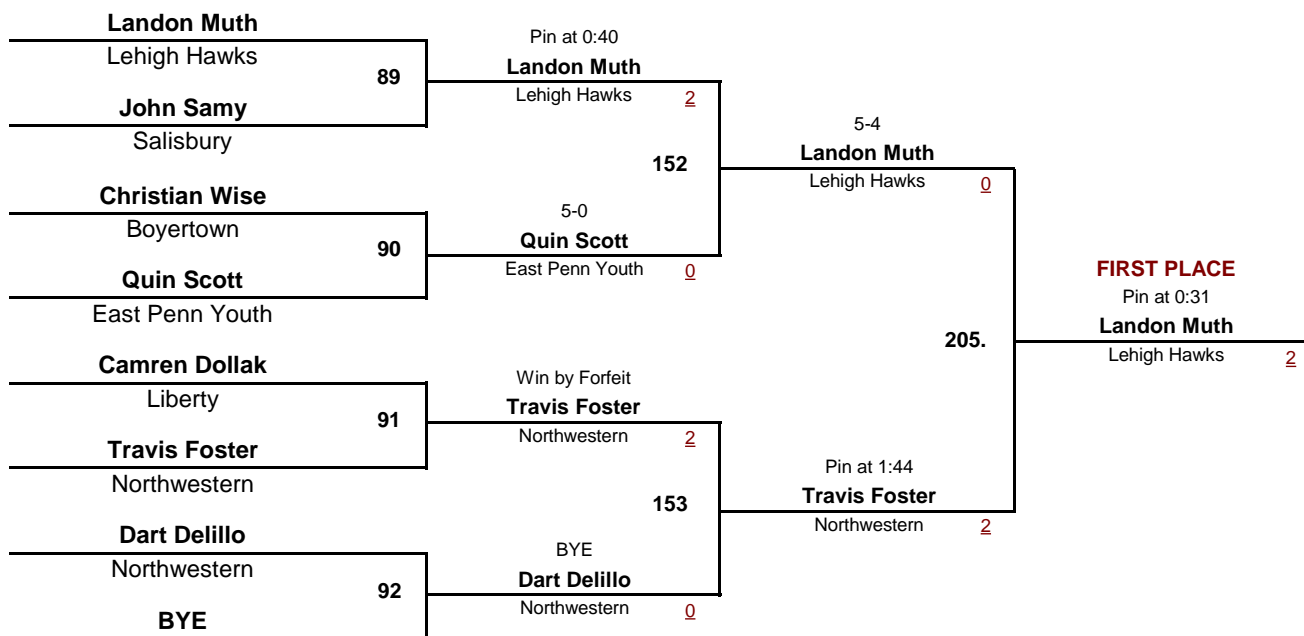 Landon Muth
Lehigh Hawks
89
John Samy
Salisbury
Christian Wise
Boyertown
90
Quin Scott
East Penn Youth
Camren Dollak
Liberty
91
Travis Foster
Northwestern
Dart Delillo
Northwestern
92
BYE
Pin at 0:40
Landon Muth
Lehigh Hawks 2
152
5-0
Quin Scott
East Penn Youth 0
Win by Forfeit
Travis Foster
Northwestern 2
153
BYE
Dart Delillo
Northwestern 0
5-4
Landon Muth
Lehigh Hawks 0
205.
Pin at 1:44
Travis Foster
Northwestern 2
FIRST PLACE
Pin at 0:31
Landon Muth
Lehigh Hawks 2